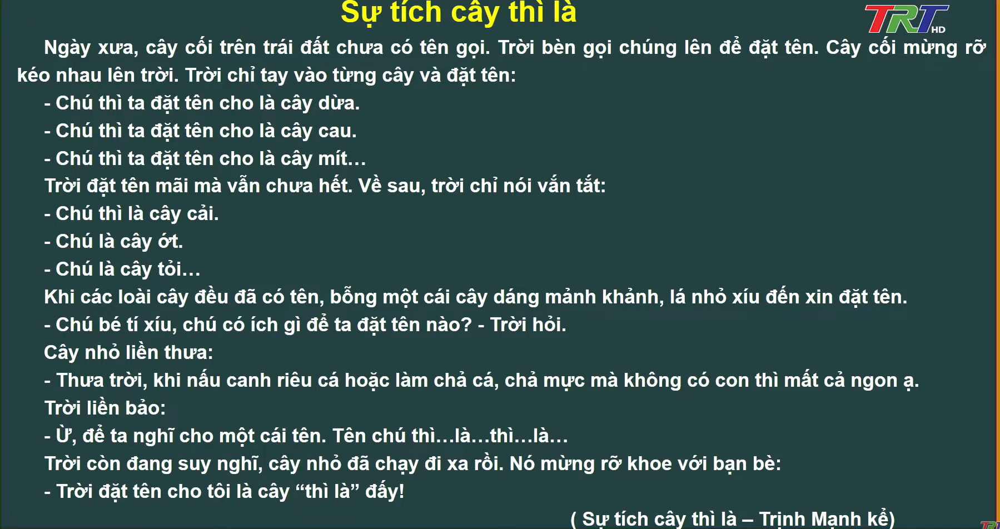 Sự tích cây thì là
TRT HD
Ngày xưa, cây cối trên trái đất chưa có tên gọi. Trời bèn gọi chúng lên để đặt tên. Cây cối mừng rỡ
kéo nhau lên trời. Trời chỉ tay vào từng cây và đặt tên:
- Chú thì ta đặt tên cho là cây dừa.
- Chú thì ta đặt tên cho là cây cau.
- Chú thì ta đặt tên cho là cây mít...
Trời đặt tên mãi mà vẫn chưa hết. Về sau, trời chỉ nói vắn tắt:
- Chú thì là cây cải.
- Chú là cây ớt.
- Chú là cây tỏi...
Khi các loài cây đều đã có tên, bỗng một cái cây dáng mảnh khảnh, lá nhỏ xíu đến xin đặt tên.
- Chú bé tí xíu, chú có ích gì để ta đặt tên nào? - Trời hỏi.
Cây nhỏ liền thưa:
- Thưa trời, khi nấu canh riêu cá hoặc làm chả cá, chả mực mà không có con thì mất cả ngon ạ.
Trời liền bảo:
- Ừ, để ta nghĩ cho một cái tên. Tên chú thì...là...thì...là...
Trời còn đang suy nghĩ, cây nhỏ đã chạy đi xa rồi. Nó mừng rỡ khoe với bạn bè:
- Trời đặt tên cho tôi là cây “thì là” đấy!
( Sự tích cây thì là – Trịnh Mạnh kể)